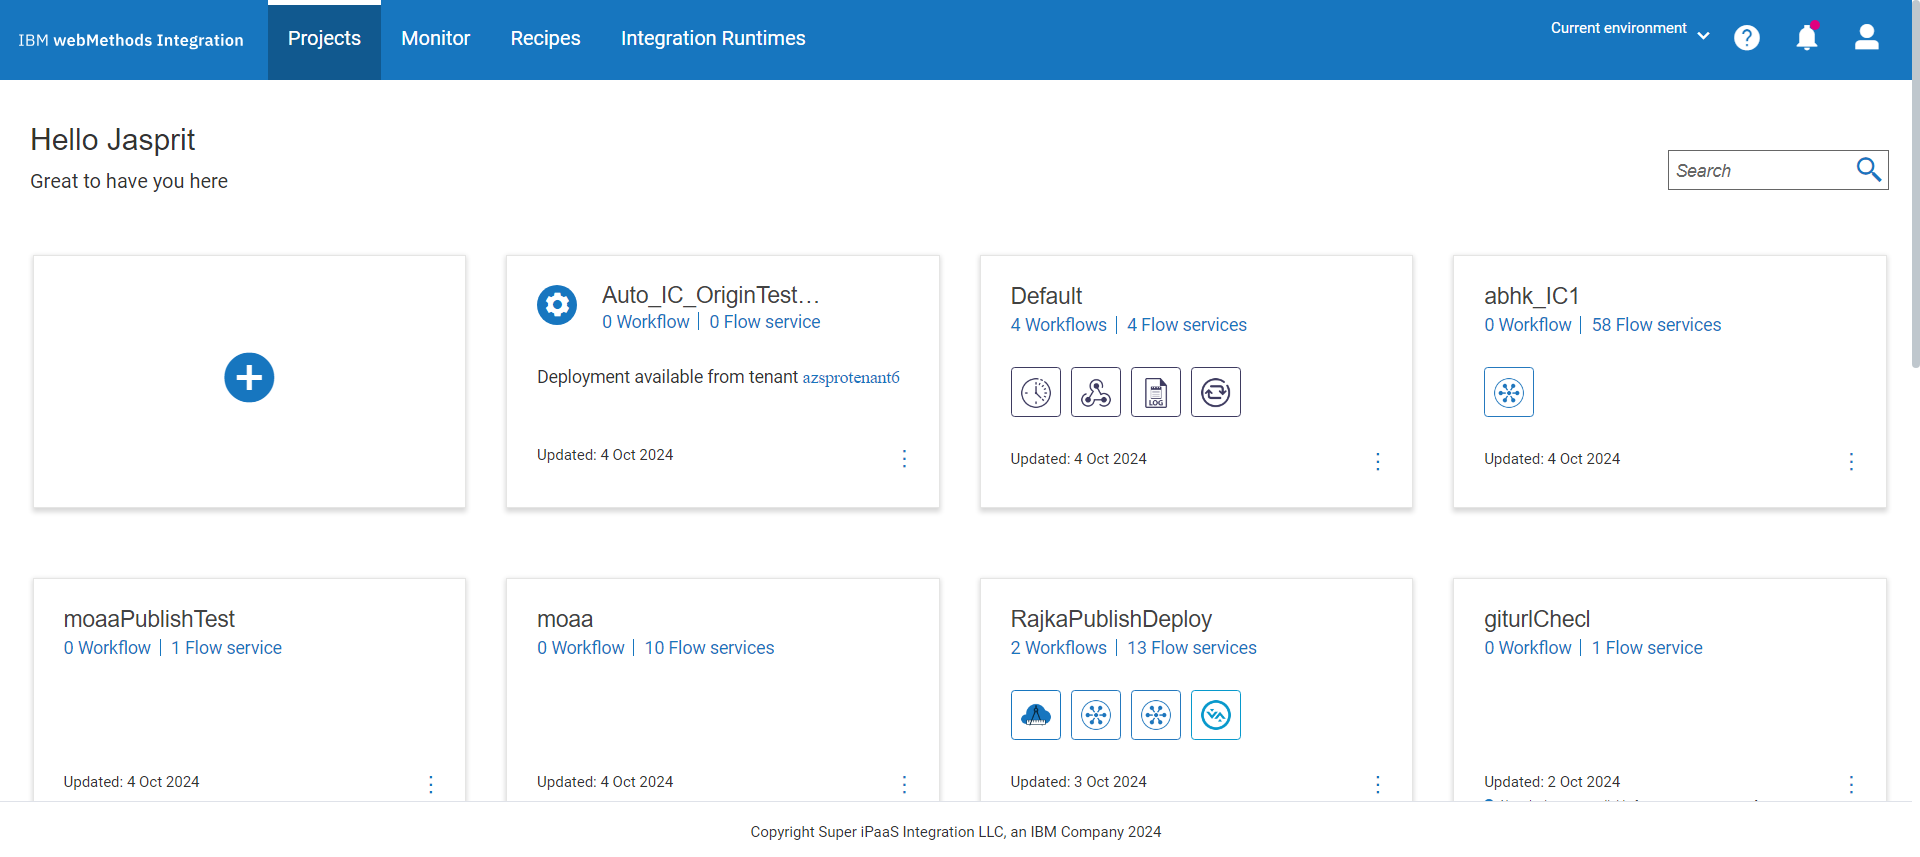 IBM webMethods Integration
Projects
Monitor
Recipes
Integration Runtimes
Current environment
Hello Jasprit
Great to have you here
Search
Auto_IC_OriginTest...
0 Workflow | 0 Flow service
Deployment available from tenant azsprotenant6
Updated: 4 Oct 2024
Default
4 Workflows | 4 Flow services
LOG
Updated: 4 Oct 2024
abhk_IC1
0 Workflow | 58 Flow services
Updated: 4 Oct 2024
moaaPublishTest
0 Workflow | 1 Flow service
Updated: 4 Oct 2024
moaa
0 Workflow | 10 Flow services
Updated: 4 Oct 2024
RajkaPublishDeploy
2 Workflows | 13 Flow services
Updated: 3 Oct 2024
giturlChecl
0 Workflow | 1 Flow service
Updated: 2 Oct 2024
Copyright Super iPaaS Integration LLC, an IBM Company 2024